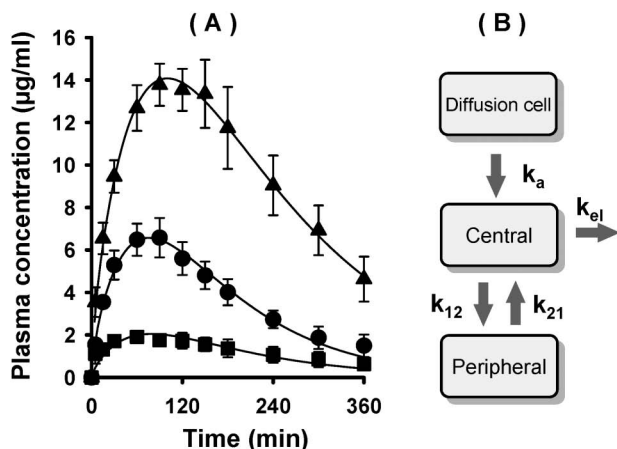 ( A )
Plasma concentration (µg/ml)
16
14
12
10
8
6
4
2
0
0
120
240
360
Time (min)
( B )
Diffusion cell
ka
Central
kel
k12
k21
Peripheral